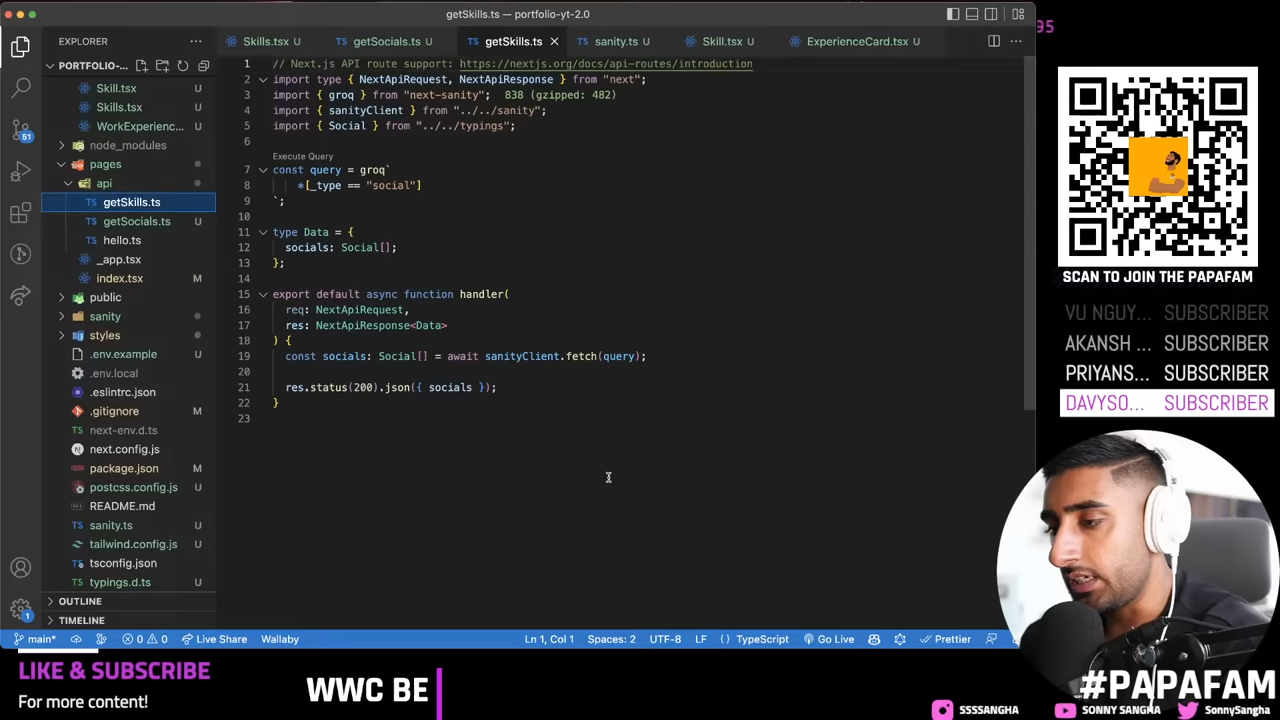 getSkills.ts — portfolio-yt-2.0
EXPLORER
PORTFOLIO-...
Skill.tsx U
Skills.tsx U
WorkExperienc... U
node_modules
pages
api
getSkills.ts
getSocials.ts U
hello.ts
_app.tsx
index.tsx M
public
sanity
styles
.env.example U
.env.local
.eslintrc.json
.gitignore M
next-env.d.ts
next.config.js
package.json M
postcss.config.js U
README.md
sanity.ts U
tailwind.config.js U
tsconfig.json
typings.d.ts U
OUTLINE
TIMELINE
51
1
Skills.tsx U
getSocials.ts U
getSkills.ts
sanity.ts U
Skill.tsx U
ExperienceCard.tsx U
1 // Next.js API route support: https://nextjs.org/docs/api-routes/introduction
2 import type { NextApiRequest, NextApiResponse } from "next";
3 import { groq } from "next-sanity"; 838 (gzipped: 482)
4 import { sanityClient } from "../../sanity";
5 import { Social } from "../../typings";
6
Execute Query
7 const query = groq`
8 *[_type == "social"]
9 `;
10
11 type Data = {
12 socials: Social[];
13 };
14
15 export default async function handler(
16 req: NextApiRequest,
17 res: NextApiResponse<Data>
18 ) {
19 const socials: Social[] = await sanityClient.fetch(query);
20
21 res.status(200).json({ socials });
22 }
23
main*
0 0
Live Share
Wallaby
Ln 1, Col 1
Spaces: 2
UTF-8
LF
{ } TypeScript
Go Live
Prettier
95
SCAN TO JOIN THE PAPAFAM
VU NGUY... SUBSCRIBER
AKANSH ... SUBSCRIBER
PRIYANS... SUBSCRIBER
DAVYSO... SUBSCRIBER
LIKE & SUBSCRIBE
For more content!
WWC BE
#PAPAFAM
SSSSANGHA
SONNY SANGHA
SonnySangha